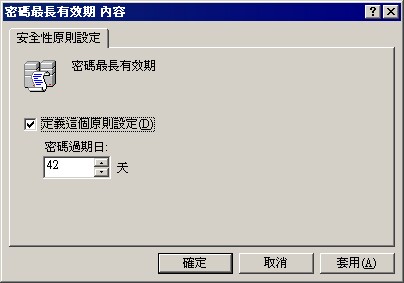 密碼最長有效期 內容
安全性原則設定
密碼最長有效期
定義這個原則設定(D)
密碼過期日:
42 天
確定 取消 套用(A)